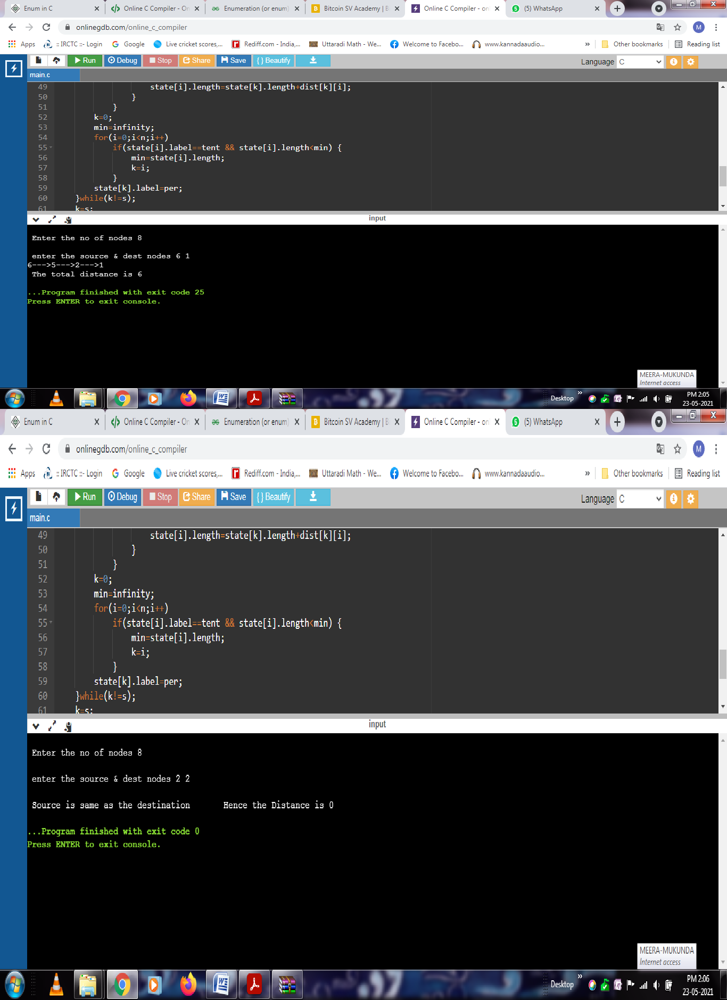 Enum in C
Online C Compiler - On
Enumeration (or enum)
Bitcoin SV Academy | B
Online C Compiler - onl
(5) WhatsApp
onlinegdb.com/online_c_compiler
M
Apps
:: IRCTC ::- Login
Google
Live cricket scores,...
Rediff.com - India,...
Uttaradi Math - We...
Welcome to Facebo...
www.kannadaaudio...
»
Other bookmarks
Reading list
Run
Debug
Stop
Share
Save
{ } Beautify
Language C
main.c
49 state[i].length=state[k].length+dist[k][i];
50 }
51 }
52 k=0;
53 min=infinity;
54 for(i=0;i<n;i++)
55 if(state[i].label==tent && state[i].length<min) {
56 min=state[i].length;
57 k=i;
58 }
59 state[k].label=per;
60 }while(k!=s);
61 k=s;
input
Enter the no of nodes 8
enter the source & dest nodes 6 1
6--->5--->2--->1
The total distance is 6
...Program finished with exit code 25
Press ENTER to exit console.
MEERA-MUKUNDA
Internet access
Desktop »
PM 2:05
23-05-2021
Enum in C
Online C Compiler - On
Enumeration (or enum)
Bitcoin SV Academy | B
Online C Compiler - onl
(5) WhatsApp
onlinegdb.com/online_c_compiler
M
Apps
:: IRCTC ::- Login
Google
Live cricket scores,...
Rediff.com - India,...
Uttaradi Math - We...
Welcome to Facebo...
www.kannadaaudio...
»
Other bookmarks
Reading list
Run
Debug
Stop
Share
Save
{ } Beautify
Language C
main.c
49 state[i].length=state[k].length+dist[k][i];
50 }
51 }
52 k=0;
53 min=infinity;
54 for(i=0;i<n;i++)
55 if(state[i].label==tent && state[i].length<min) {
56 min=state[i].length;
57 k=i;
58 }
59 state[k].label=per;
60 }while(k!=s);
61 k=s;
input
Enter the no of nodes 8
enter the source & dest nodes 2 2
Source is same as the destination Hence the Distance is 0
...Program finished with exit code 0
Press ENTER to exit console.
MEERA-MUKUNDA
Internet access
Desktop »
PM 2:06
23-05-2021